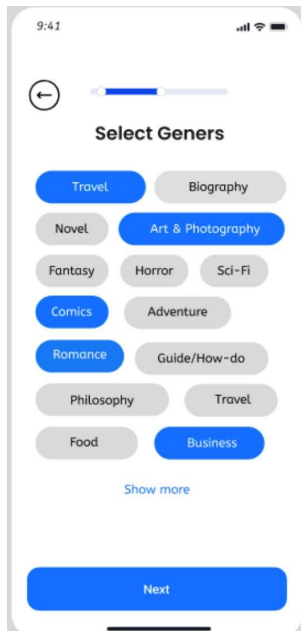 9:41
Select Geners
Travel
Biography
Novel
Art & Photography
Fantasy
Horror
Sci-Fi
Comics
Adventure
Romance
Guide/How-do
Philosophy
Travel
Food
Business
Show more
Next